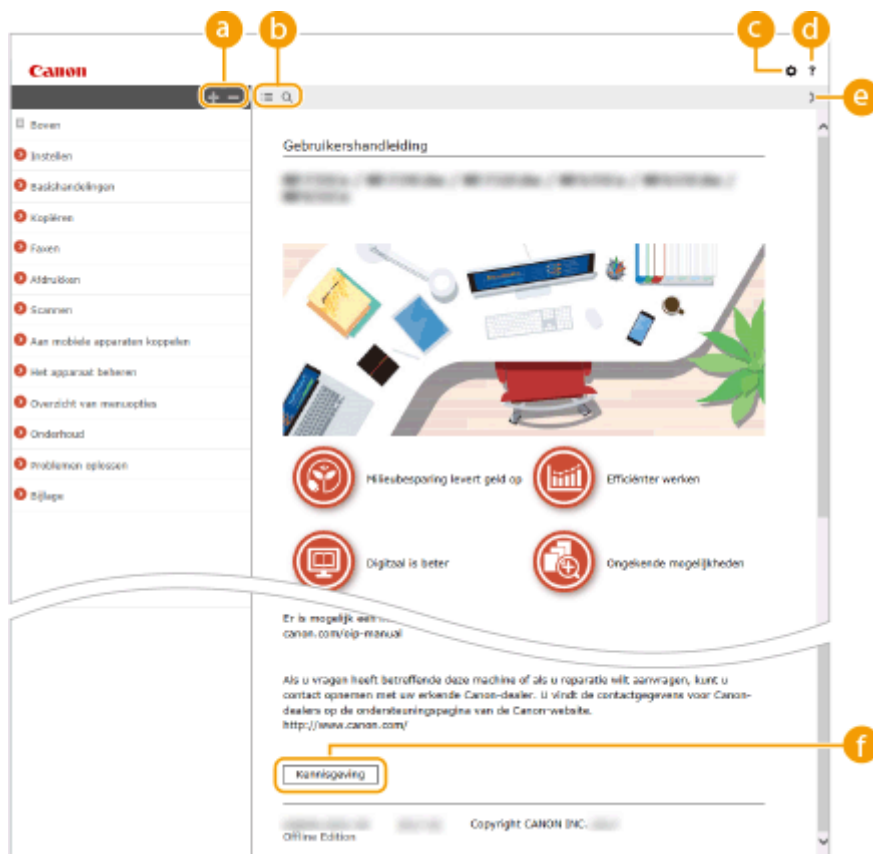 a b c d
Canon
+ − ?
e
Boven
Gebruikershandleiding
Instellen
Basishandelingen
Kopiëren
Faxen
Afdrukken
Scannen
Aan mobiele apparaten koppelen
Het apparaat beheren
Overzicht van menuopties
Onderhoud
Problemen oplossen
Bijlage
Milieubesparing levert geld op
Efficiënter werken
Digitaal is beter
Ongekende mogelijkheden
Er is mogelijk een
canon.com/oip-manual
Als u vragen heeft betreffende deze machine of als u reparatie wilt aanvragen, kunt u
contact opnemen met uw erkende Canon-dealer. U vindt de contactgegevens voor Canon-
dealers op de ondersteuningspagina van de Canon-website.
http://www.canon.com/
f
Kennisgeving
Copyright CANON INC.
Offline Edition